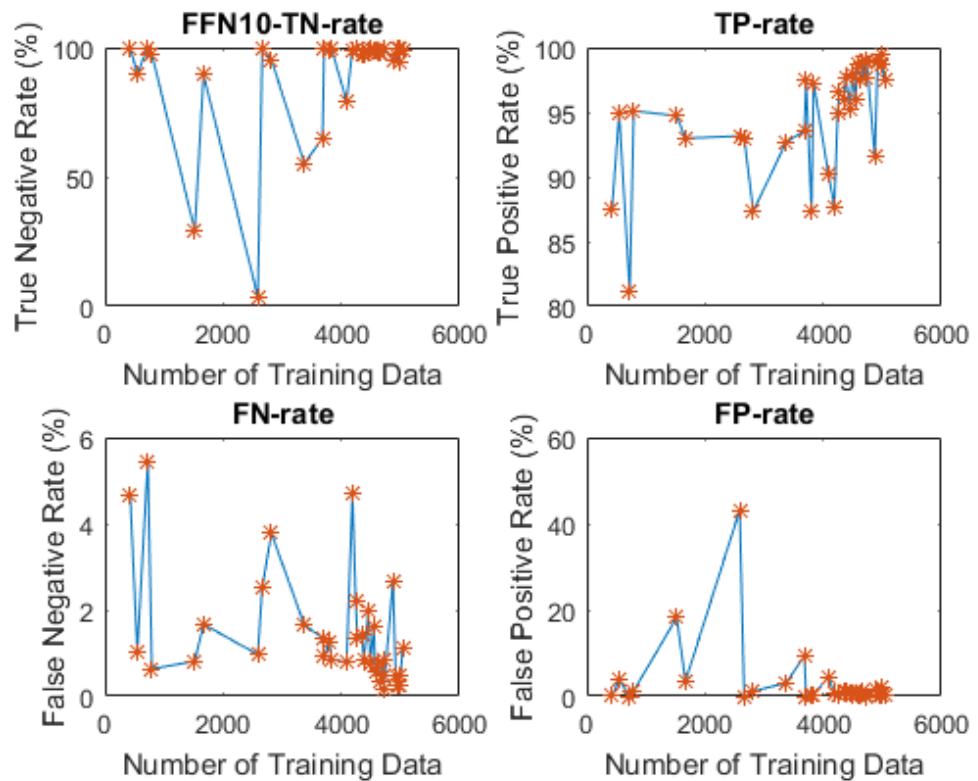 FFN10-TN-rate
True Negative Rate (%)
100
50
0
0 2000 4000 6000
Number of Training Data
TP-rate
True Positive Rate (%)
100
95
90
85
80
0 2000 4000 6000
Number of Training Data
FN-rate
False Negative Rate (%)
6
4
2
0
0 2000 4000 6000
Number of Training Data
FP-rate
False Positive Rate (%)
60
40
20
0
0 2000 4000 6000
Number of Training Data